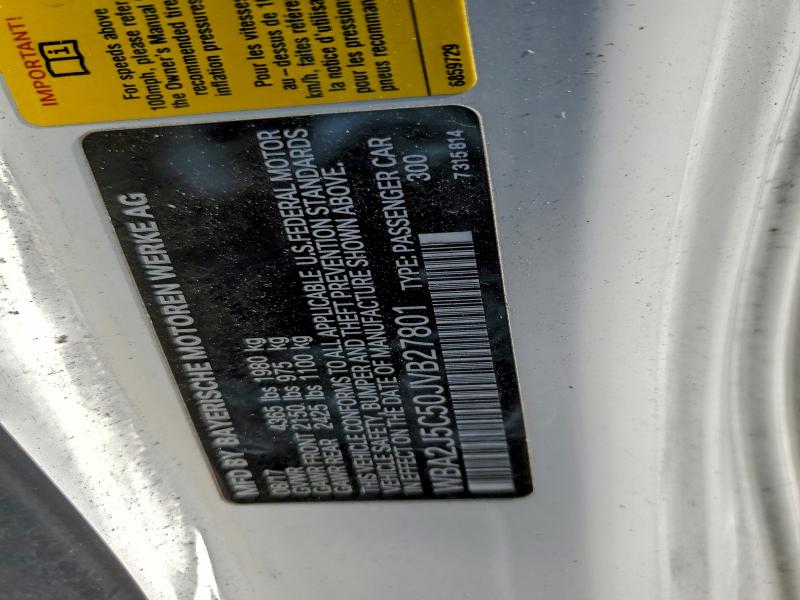 IMPORTANT!
For speeds above
100mph, please refer
the Owner's Manual
recommended tire
inflation pressures
Pour les vitesses
au-dessus de 1
km/h, faites référe
la notice d'utilisa
les pression
pneus recomman
6859729
MFD BY BAYERISCHE MOTOREN WERKE AG
08/17 4365 lbs 1980 kg
GVWR
GAWR FRONT 2150 lbs 975 kg
GAWR REAR 2425 lbs 1100 kg
THIS VEHICLE CONFORMS TO ALL APPLICABLE U.S. FEDERAL MOTOR
VEHICLE SAFETY, BUMPER AND THEFT PREVENTION STANDARDS
IN EFFECT ON THE DATE OF MANUFACTURE SHOWN ABOVE.
WBA2J5C50JVB27801 TYPE: PASSENGER CAR
300
7315814